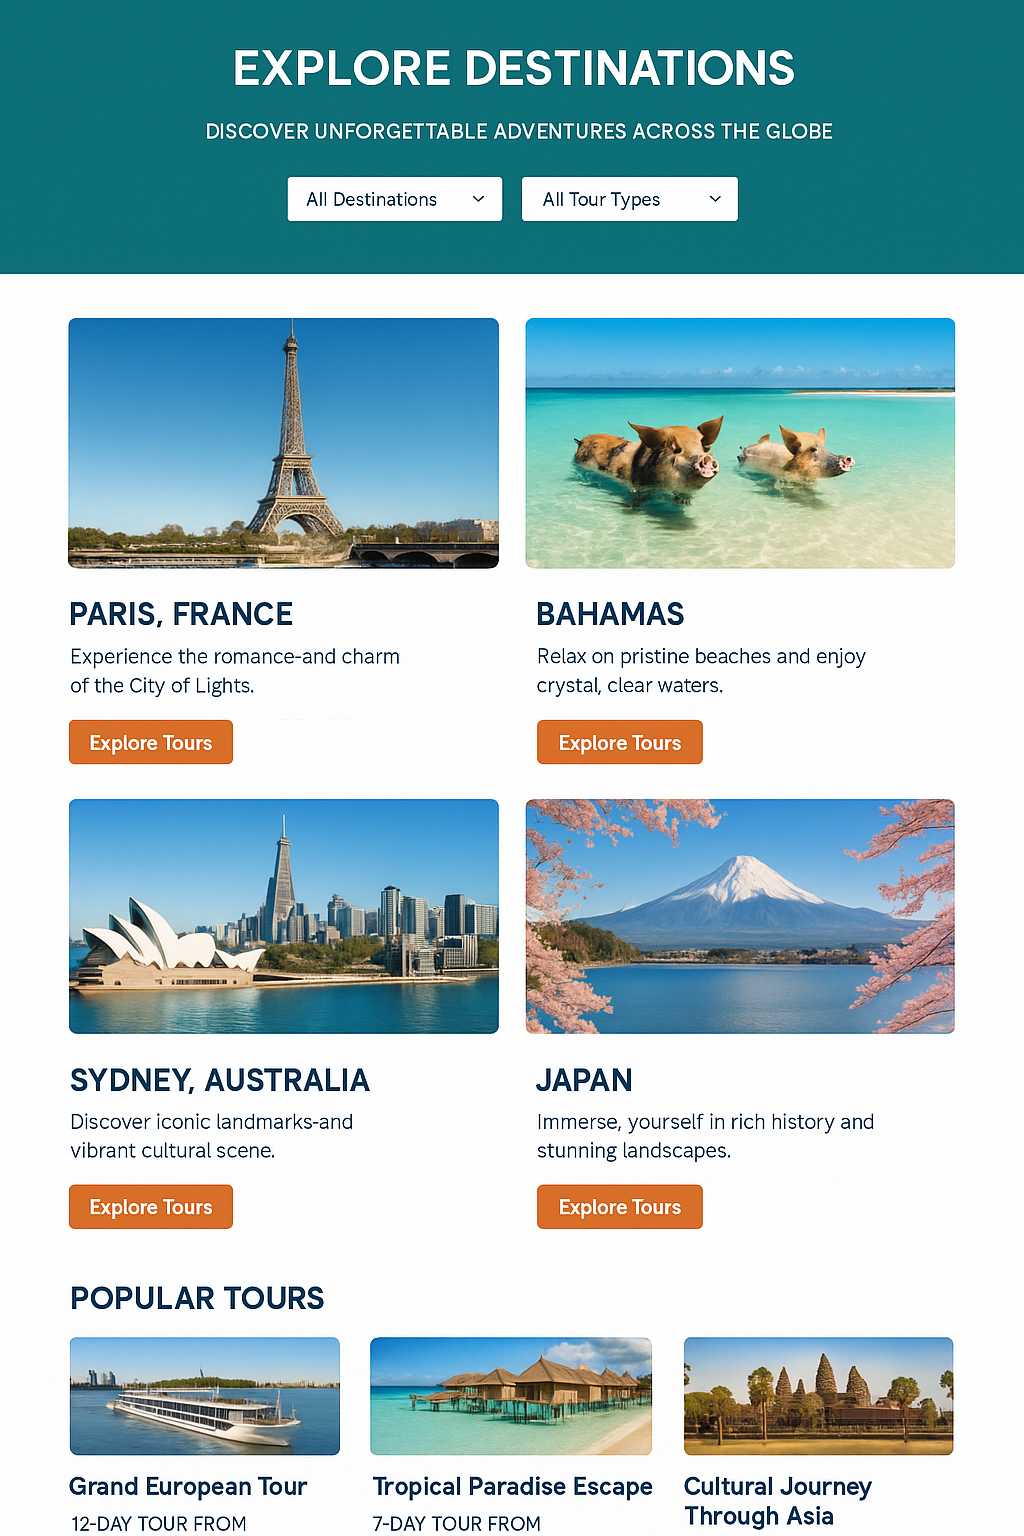 EXPLORE DESTINATIONS
DISCOVER UNFORGETTABLE ADVENTURES ACROSS THE GLOBE
All Destinations
All Tour Types
PARIS, FRANCE
Experience the romance-and charm
of the City of Lights.
Explore Tours
BAHAMAS
Relax on pristine beaches and enjoy
crystal, clear waters.
Explore Tours
SYDNEY, AUSTRALIA
Discover iconic landmarks-and
vibrant cultural scene.
Explore Tours
JAPAN
Immerse, yourself in rich history and
stunning landscapes.
Explore Tours
POPULAR TOURS
Grand European Tour
12-DAY TOUR FROM
Tropical Paradise Escape
7-DAY TOUR FROM
Cultural Journey
Through Asia